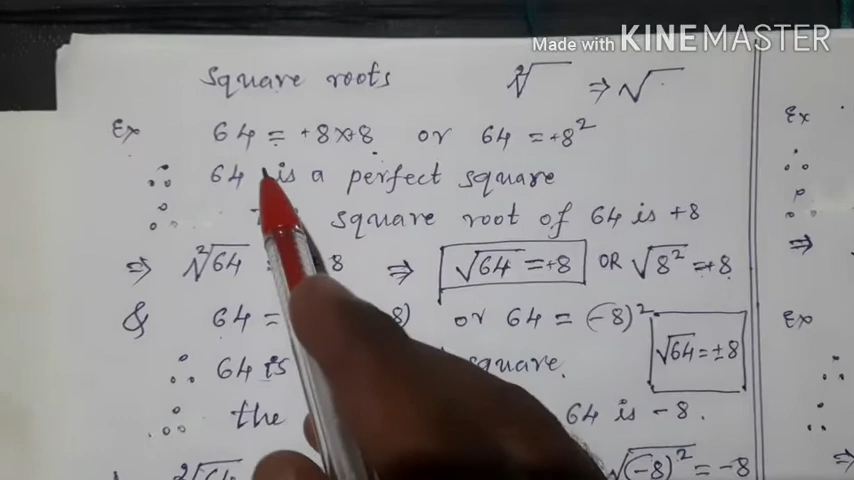 Made with KINEMASTER
Square roots ²√ ⇒ √
Ex 64 = +8×+8 or 64 = +8²
∴ 64 is a perfect square
∴ square root of 64 is +8
⇒ ²√64 = 8 ⇒ √64 = +8 OR √8² = +8
& 64 = 8) or 64 = (-8)²
√64 = ±8
∴ 64 is square.
∴ the 64 is -8.
²√64 √(-8)² = -8
Ex
∴
∴
⇒
Ex
∴
∴
⇒